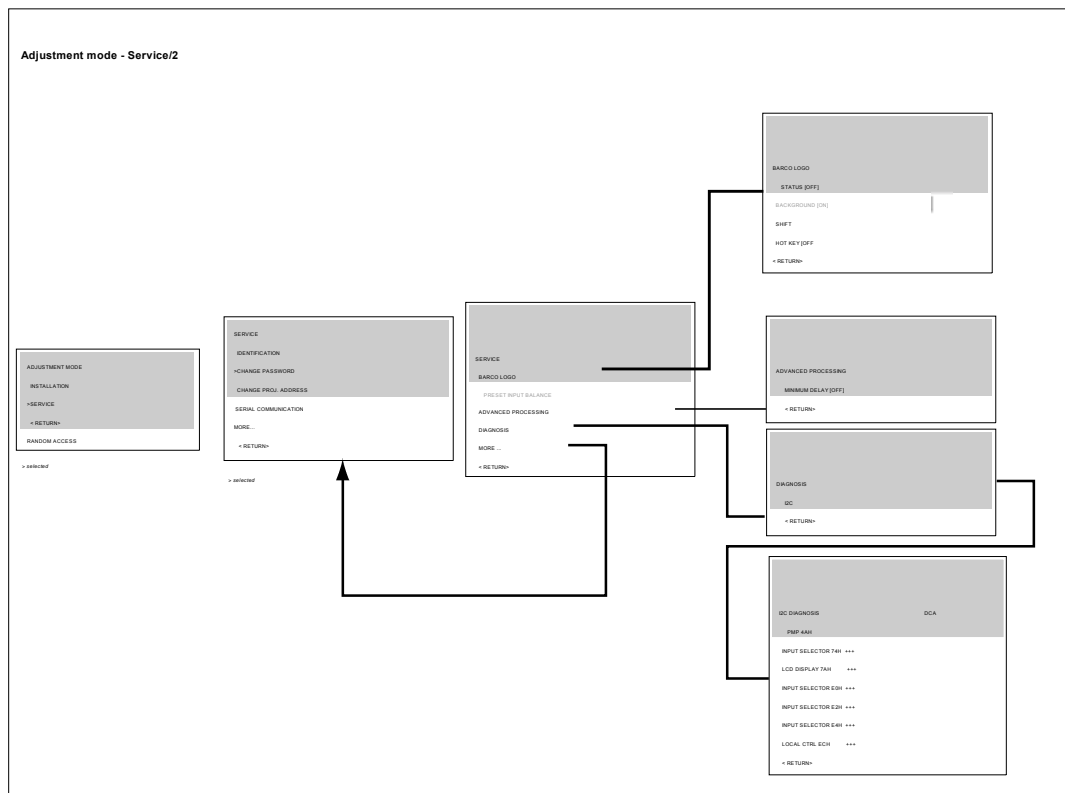 Adjustment mode - Service/2
ADJUSTMENT MODE
INSTALLATION
>SERVICE
< RETURN>
RANDOM ACCESS
> selected
SERVICE
IDENTIFICATION
>CHANGE PASSWORD
CHANGE PROJ. ADDRESS
SERIAL COMMUNICATION
MORE...
< RETURN>
> selected
SERVICE
BARCO LOGO
PRESET INPUT BALANCE
ADVANCED PROCESSING
DIAGNOSIS
MORE ...
< RETURN>
BARCO LOGO
STATUS [OFF]
BACKGROUND [ON]
SHIFT
HOT KEY [OFF
< RETURN>
ADVANCED PROCESSING
MINIMUM DELAY [OFF]
< RETURN>
DIAGNOSIS
I2C
< RETURN>
I2C DIAGNOSIS DCA
PMP 4AH
INPUT SELECTOR 74H +++
LCD DISPLAY 7AH +++
INPUT SELECTOR E0H +++
INPUT SELECTOR E2H +++
INPUT SELECTOR E4H +++
LOCAL CTRL ECH +++
< RETURN>